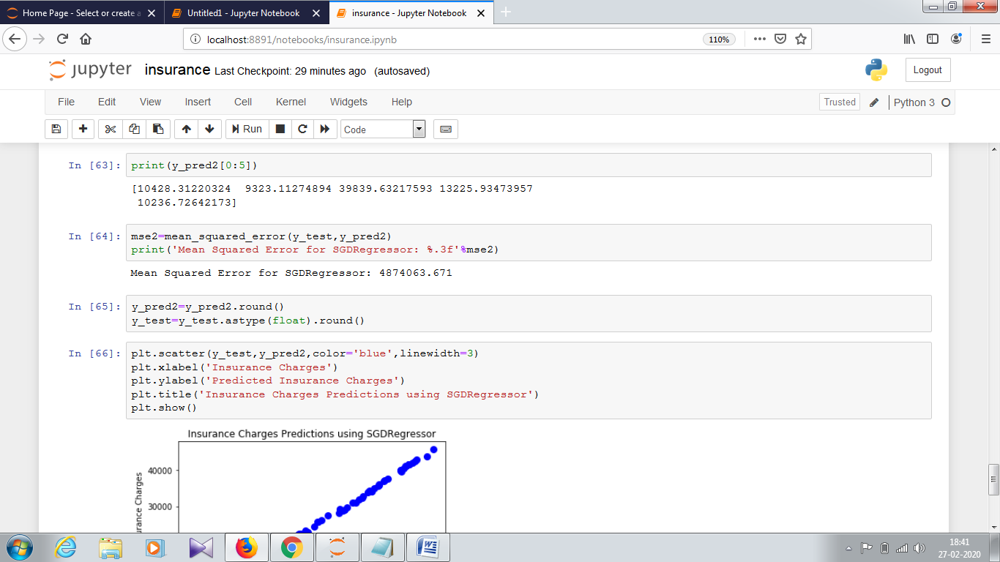 Home Page - Select or create a
Untitled1 - Jupyter Notebook
insurance - Jupyter Notebook
localhost:8891/notebooks/insurance.ipynb
110%
jupyter insurance Last Checkpoint: 29 minutes ago (autosaved)
Logout
File Edit View Insert Cell Kernel Widgets Help
Trusted
Python 3
Run
Code
In [63]: print(y_pred2[0:5])
[10428.31220324  9323.11274894 39839.63217593 13225.93473957
10236.72642173]
In [64]: mse2=mean_squared_error(y_test,y_pred2)
print('Mean Squared Error for SGDRegressor: %.3f'%mse2)
Mean Squared Error for SGDRegressor: 4874063.671
In [65]: y_pred2=y_pred2.round()
y_test=y_test.astype(float).round()
In [66]: plt.scatter(y_test,y_pred2,color='blue',linewidth=3)
plt.xlabel('Insurance Charges')
plt.ylabel('Predicted Insurance Charges')
plt.title('Insurance Charges Predictions using SGDRegressor')
plt.show()
Insurance Charges Predictions using SGDRegressor
40000
30000
urance Charges
18:41
27-02-2020